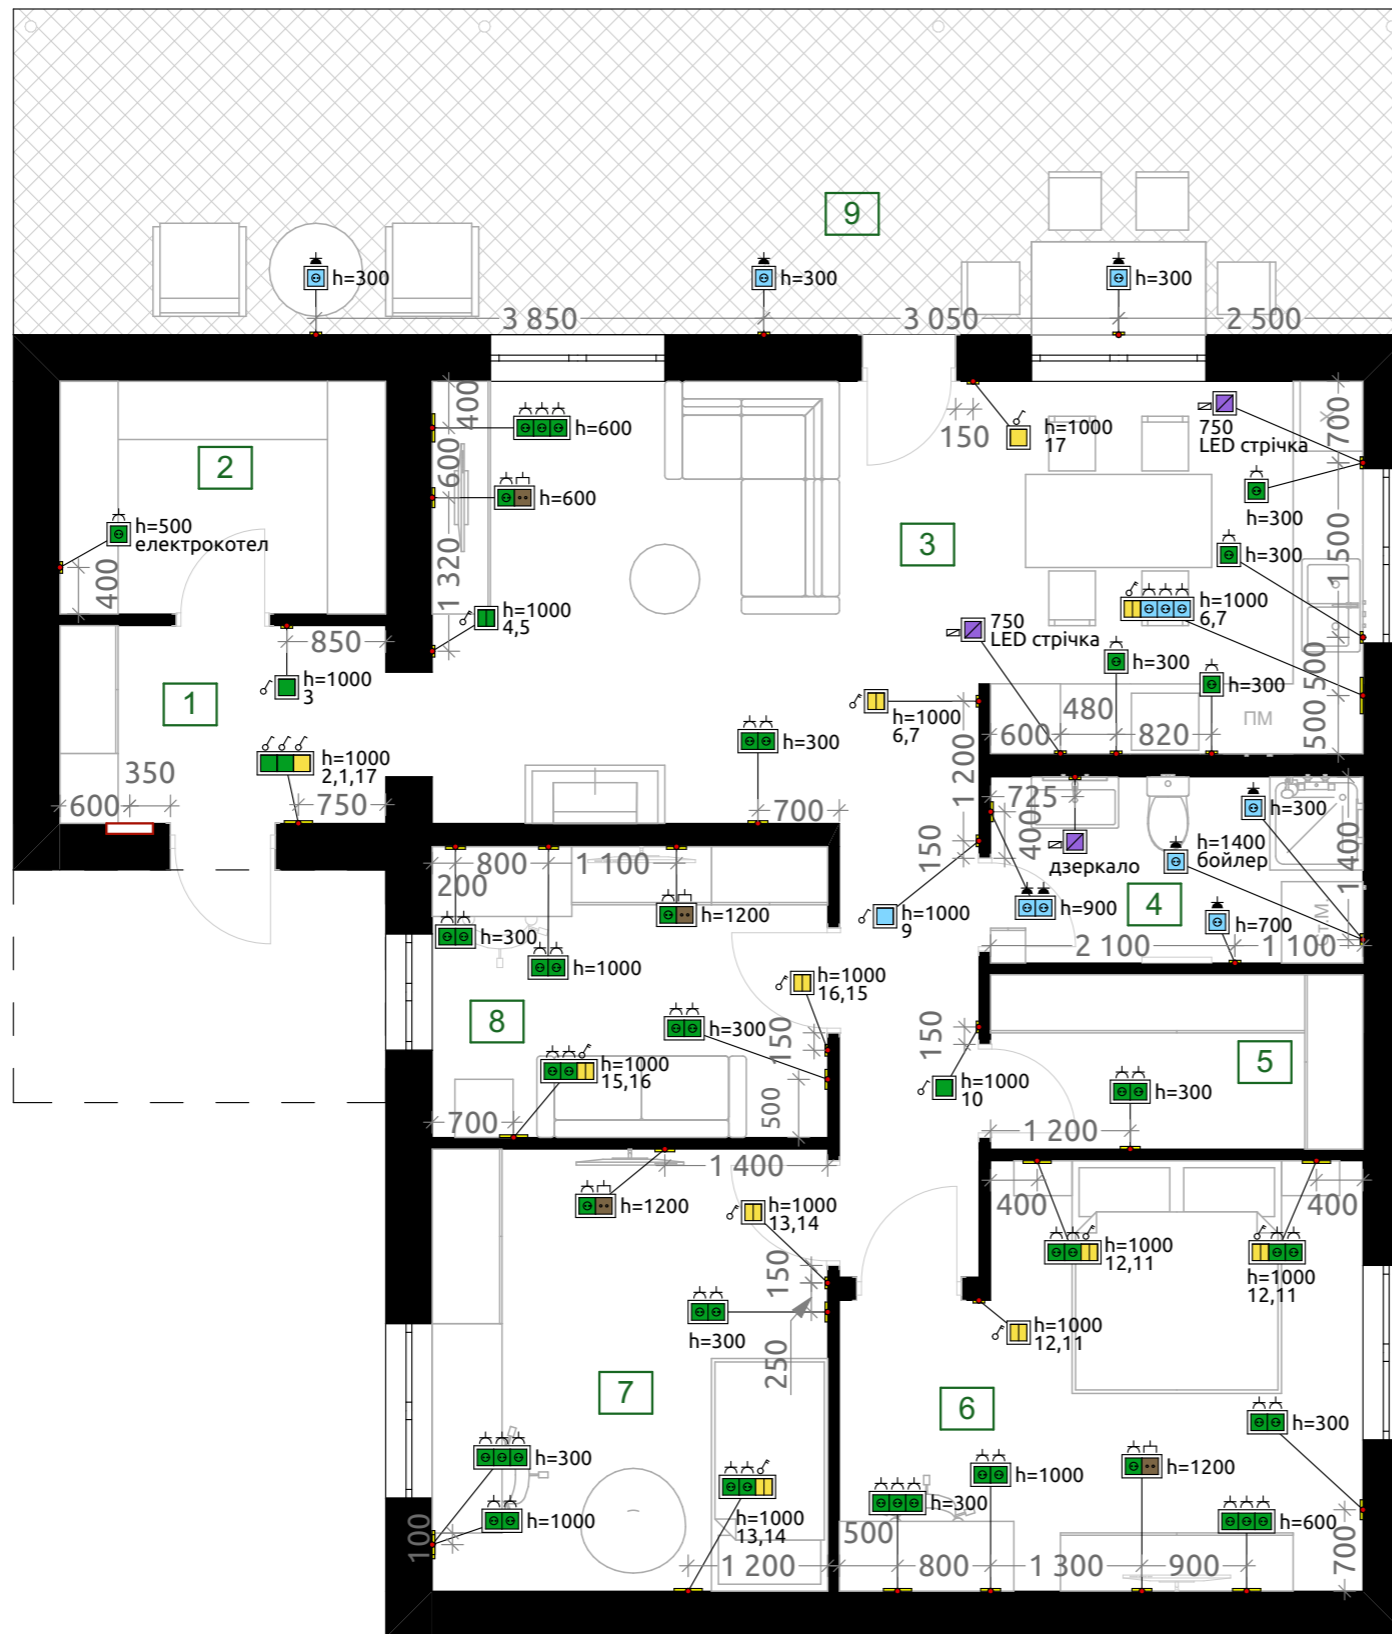 9
h=300
h=300
h=300
3 850
3 050
2 500
400
h=600
600
h=600
1 320
h=1000
4,5
2
h=500
електрокотел
400
850
h=1000
3
1
h=1000
2,1,17
350
600
750
150
h=1000
17
750
LED стрічка
700
h=300
3
h=300
1 500
h=1000
6,7
750
LED стрічка
h=300
h=300
500
500
ПМ
480
600
820
h=1000
6,7
h=300
700
1 200
150
725
400
дзеркало
h=300
h=1400
бойлер
1 400
4
h=900
h=700
Ст.М.
2 100
1 100
h=1000
9
800
1 100
200
h=300
h=1200
h=1000
h=1000
16,15
8
h=300
150
h=1000
15,16
500
700
150
h=1000
10
5
h=300
1 200
1 400
h=1200
h=1000
13,14
150
h=300
250
400
400
h=1000
12,11
h=1000
12,11
h=1000
12,11
7
6
h=300
h=300
h=1000
100
h=1000
13,14
1 200
h=300
500
h=1000
h=1200
h=600
800
1 300
900
700